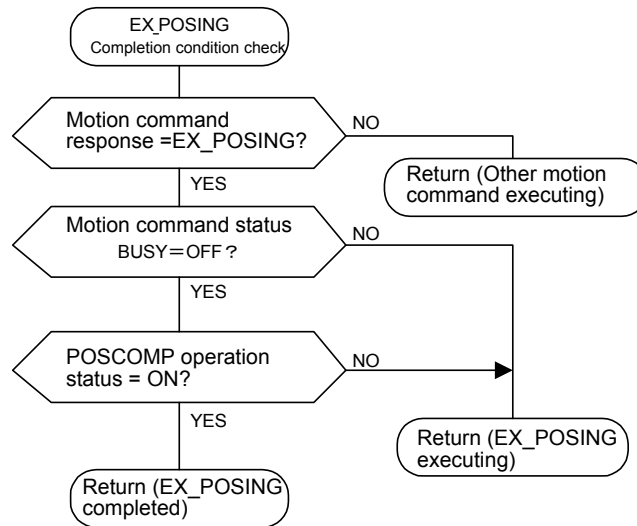 EX_POSING
Completion condition check
Motion command
response =EX_POSING?
NO
YES
Return (Other motion
command executing)
Motion command status
BUSY=OFF?
NO
YES
POSCOMP operation
status = ON?
NO
YES
Return (EX_POSING
executing)
Return (EX_POSING
completed)